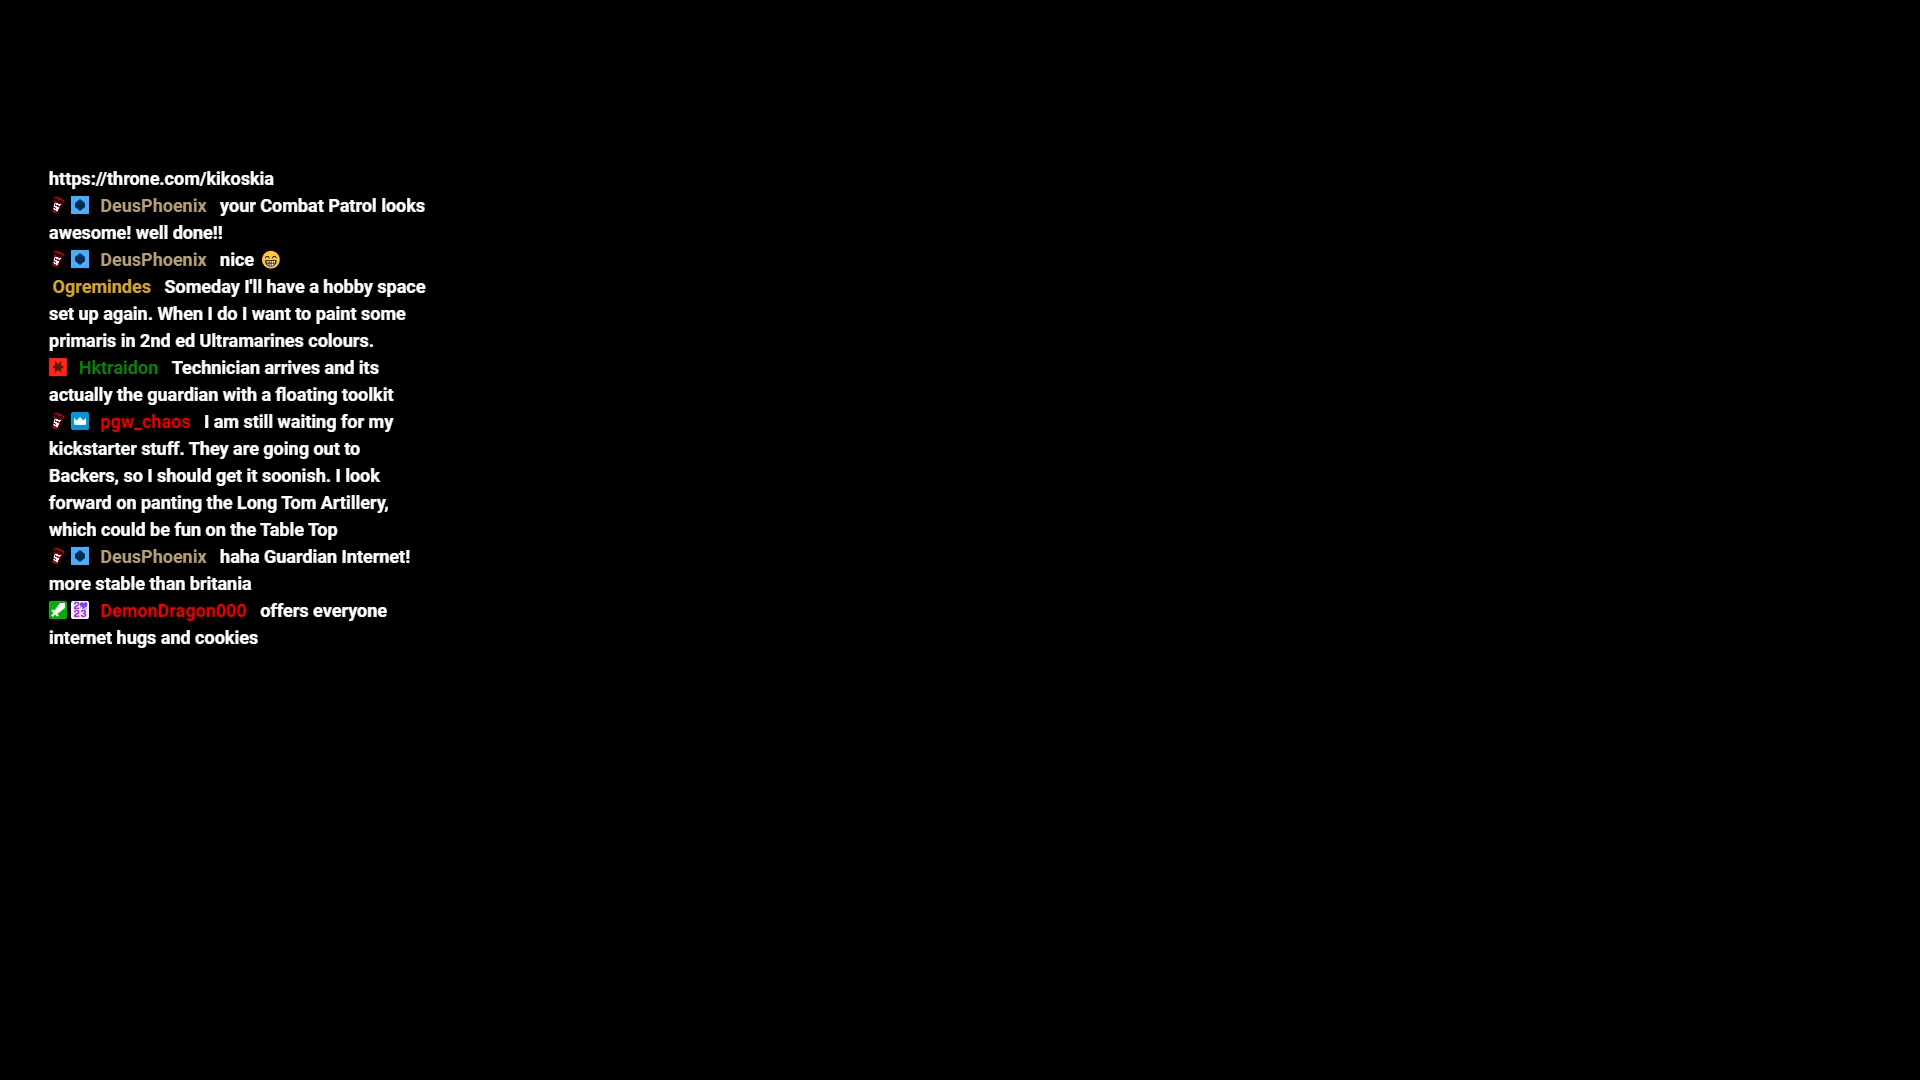 https://throne.com/kikoskia
DeusPhoenix your Combat Patrol looks
awesome! well done!!
DeusPhoenix nice 😁
Ogremindes Someday I'll have a hobby space
set up again. When I do I want to paint some
primaris in 2nd ed Ultramarines colours.
Hktraidon Technician arrives and its
actually the guardian with a floating toolkit
pgw_chaos I am still waiting for my
kickstarter stuff. They are going out to
Backers, so I should get it soonish. I look
forward on panting the Long Tom Artillery,
which could be fun on the Table Top
DeusPhoenix haha Guardian Internet!
more stable than britania
DemonDragon000 offers everyone
internet hugs and cookies